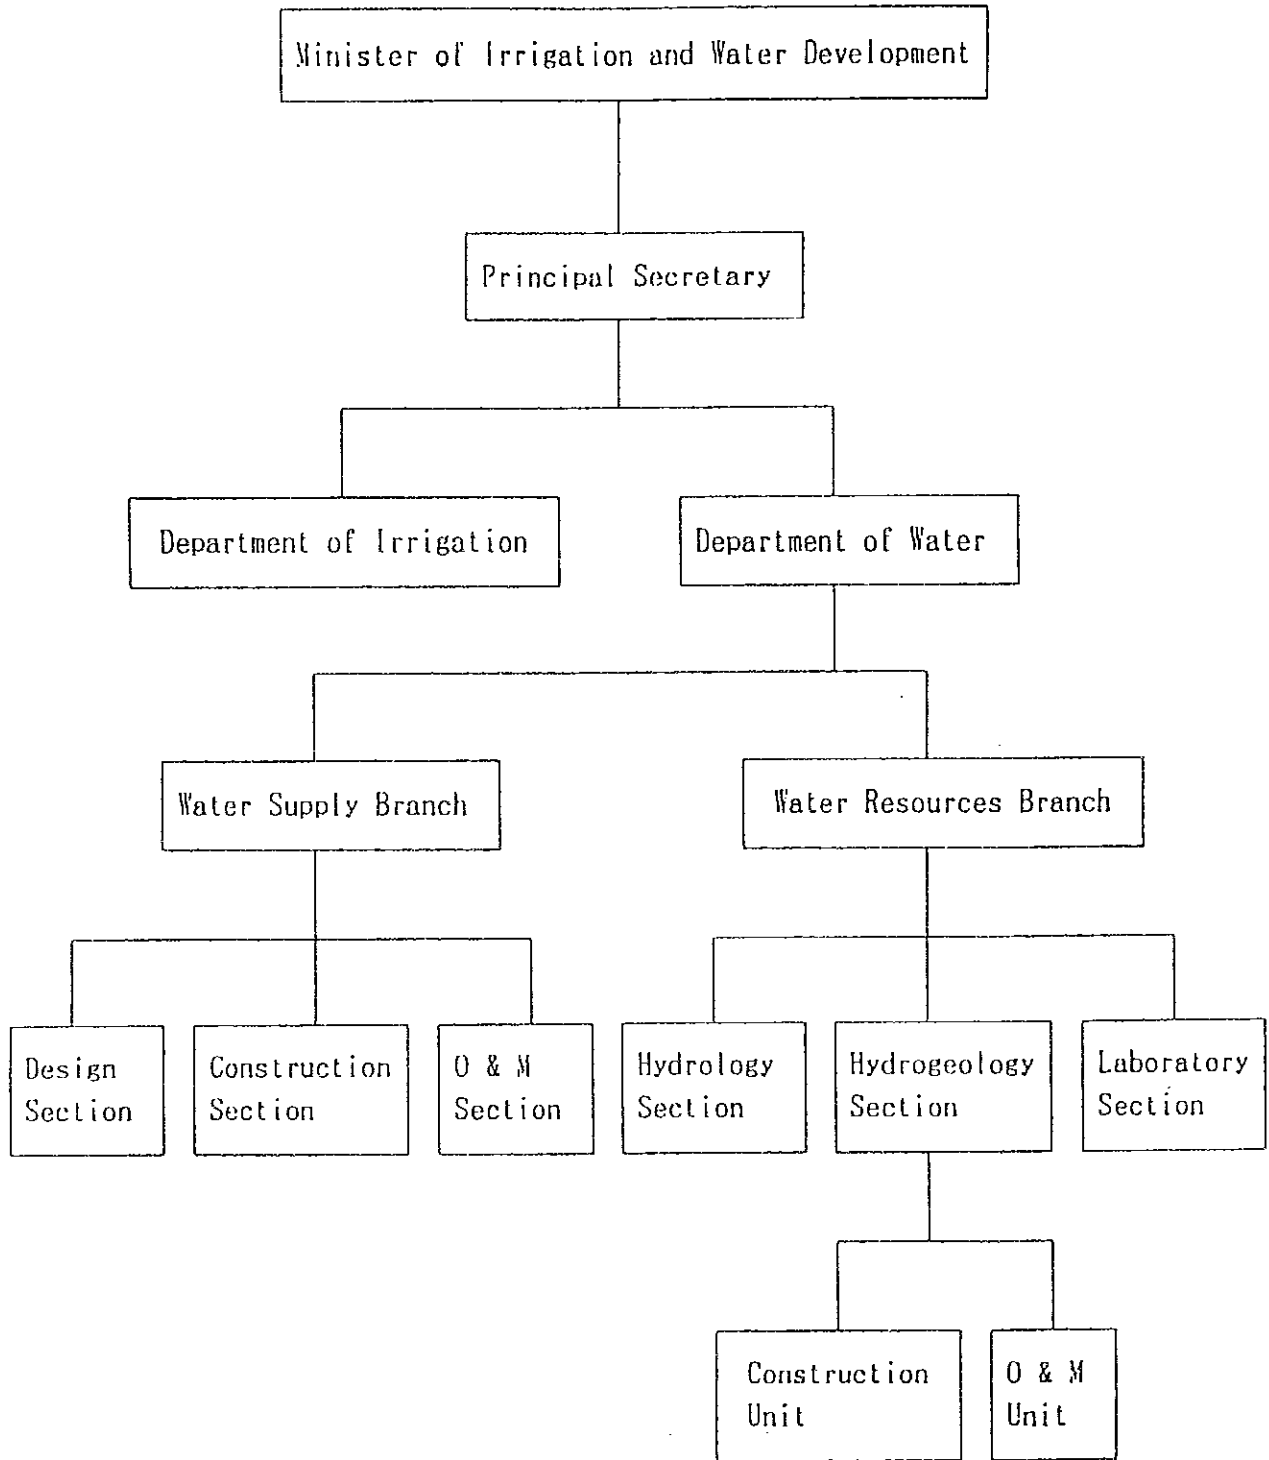 Minister of Irrigation and Water Development
Principal Secretary
Department of Irrigation
Department of Water
Water Supply Branch
Water Resources Branch
Design
Section
Construction
Section
O & M
Section
Hydrology
Section
Hydrogeology
Section
Laboratory
Section
Construction
Unit
O & M
Unit